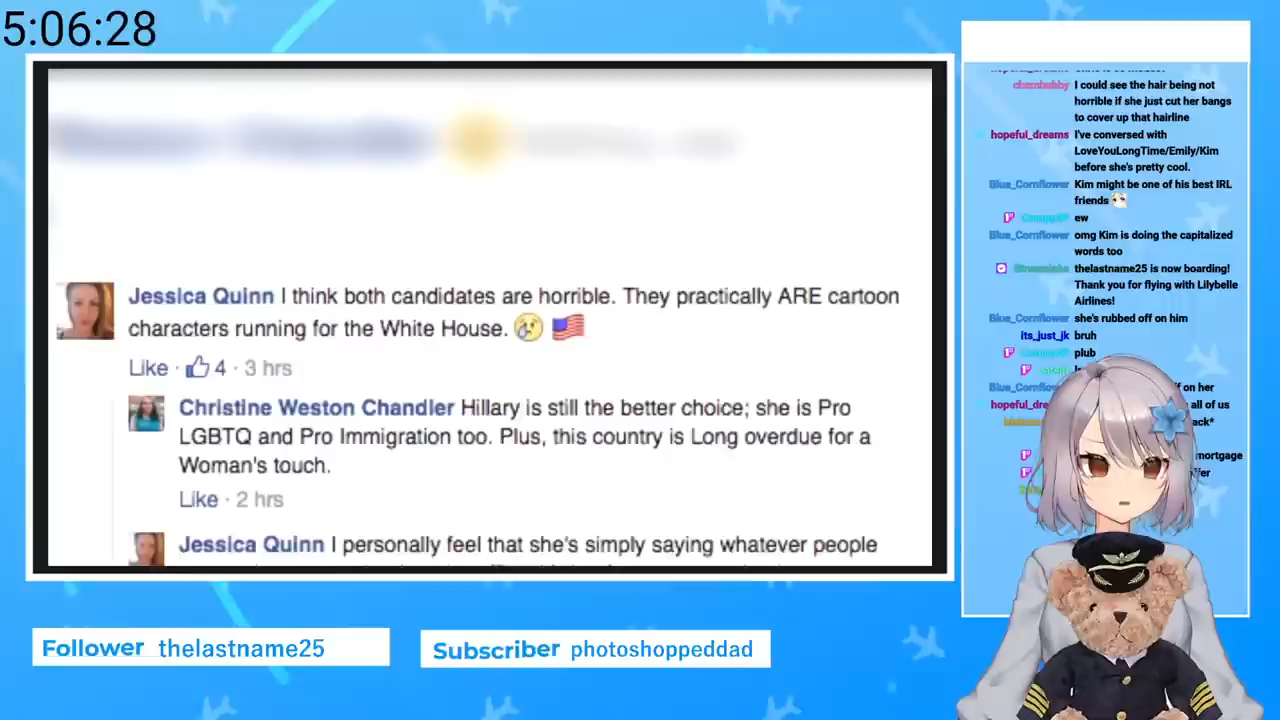 5:06:28
Jessica Quinn I think both candidates are horrible. They practically ARE cartoon
characters running for the White House.
Like · 4 · 3 hrs
Christine Weston Chandler Hillary is still the better choice; she is Pro
LGBTQ and Pro Immigration too. Plus, this country is Long overdue for a
Woman's touch.
Like · 2 hrs
Jessica Quinn I personally feel that she's simply saying whatever people
I could see the hair being not
horrible if she just cut her bangs
to cover up that hairline
hopeful_dreams I've conversed with
LoveYouLongTime/Emily/Kim
before she's pretty cool.
Blue_Cornflower Kim might be one of his best IRL
friends
ew
Blue_Cornflower omg Kim is doing the capitalized
words too
thelastname25 is now boarding!
Thank you for flying with Lilybelle
Airlines!
Blue_Cornflower she's rubbed off on him
its_just_jk bruh
plub
on her
all of us
mortgage
Follower thelastname25
Subscriber photoshoppeddad